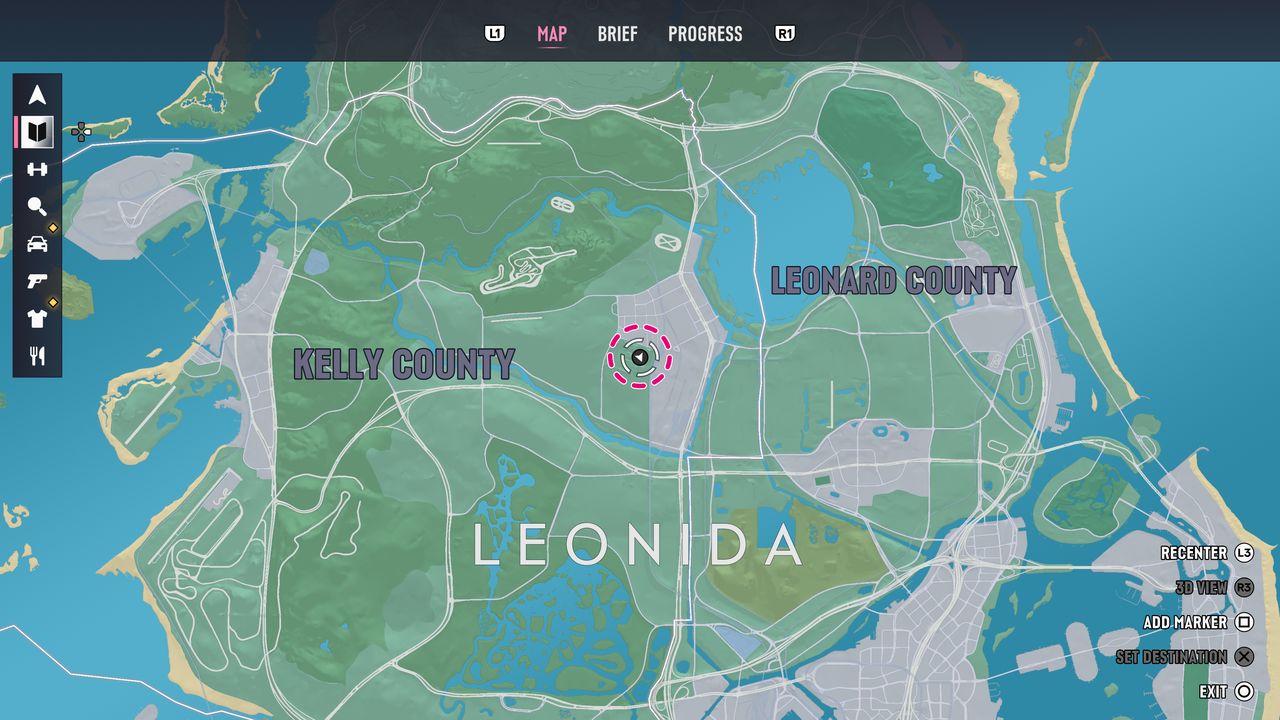 L1 MAP BRIEF PROGRESS R1
LEONARD COUNTY
KELLY COUNTY
LEONIDA
RECENTER L3
3D VIEW R3
ADD MARKER
SET DESTINATION
EXIT